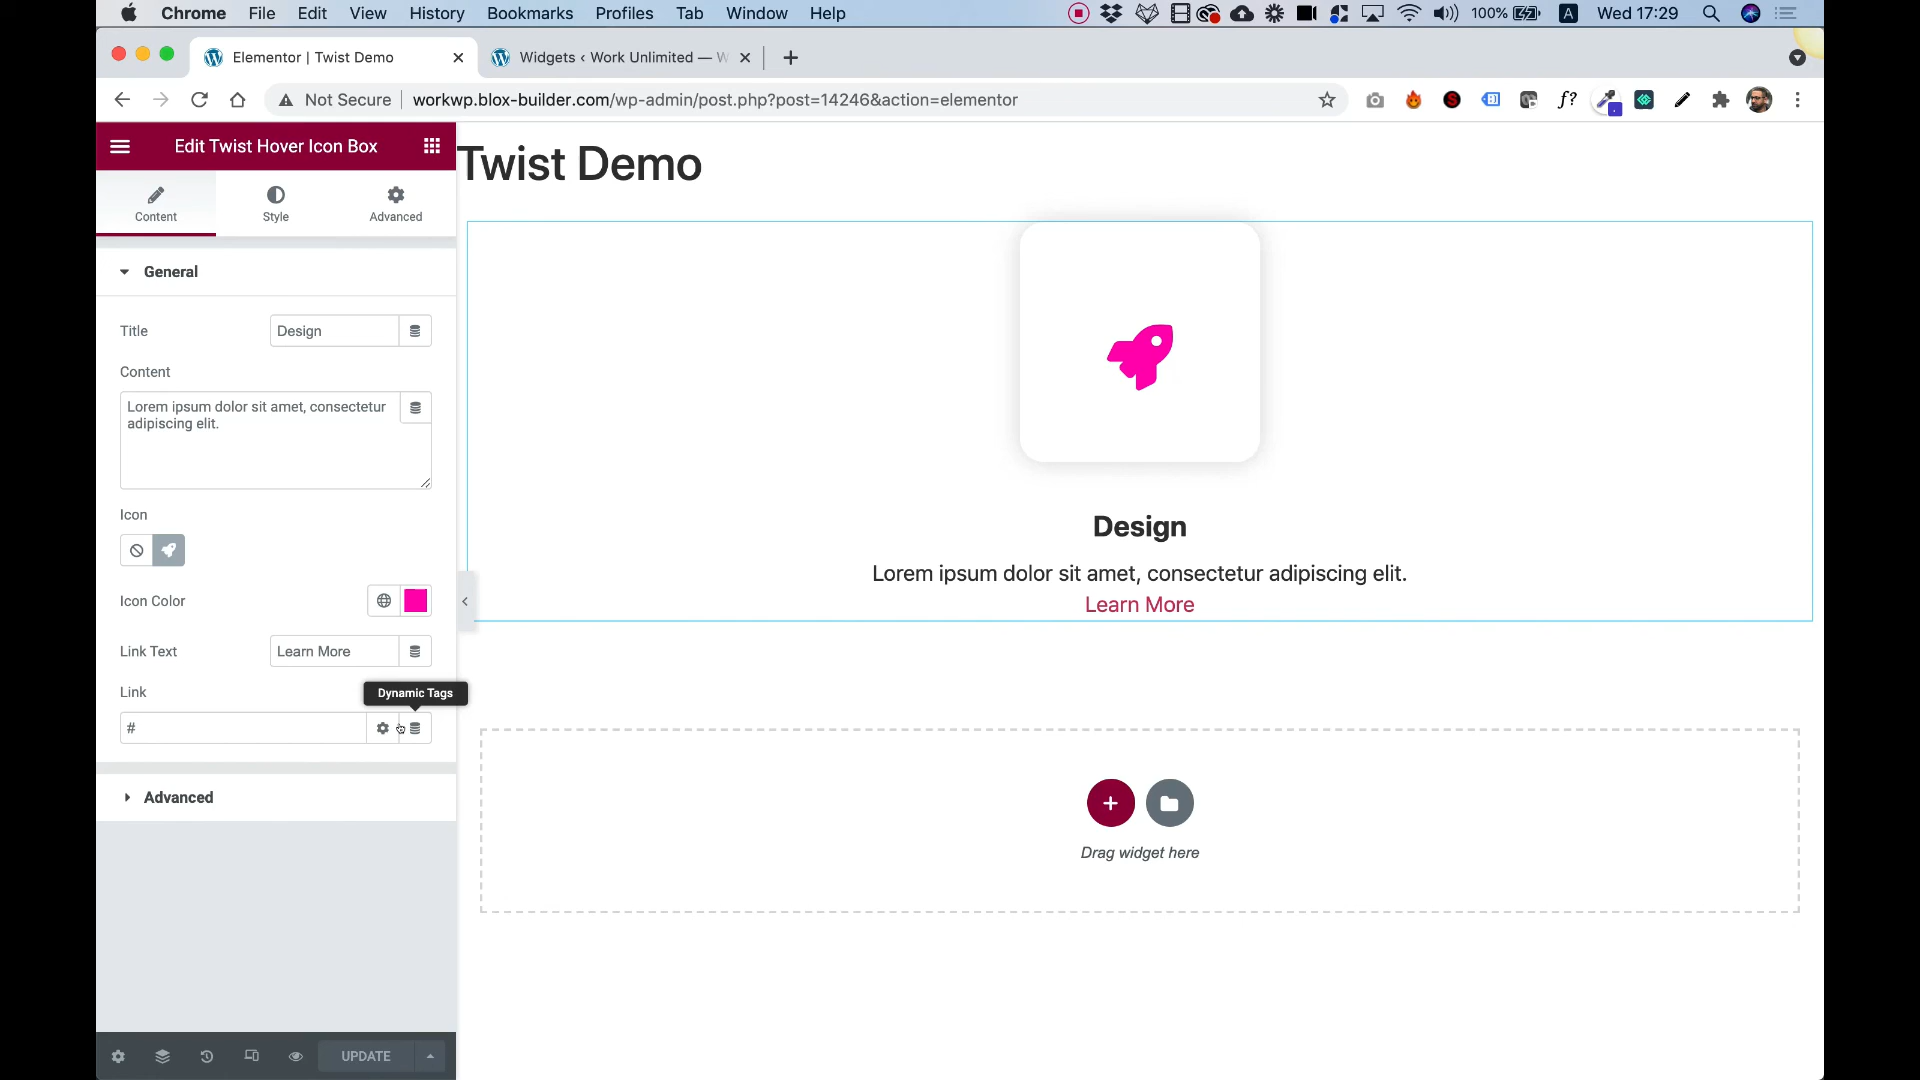 Chrome File Edit View History Bookmarks Profiles Tab Window Help 100% A Wed 17:29
Elementor | Twist Demo Widgets ‹ Work Unlimited — W
Not Secure workwp.blox-builder.com/wp-admin/post.php?post=14246&action=elementor f?
Edit Twist Hover Icon Box
Content Style Advanced
General
Title Design
Content
Lorem ipsum dolor sit amet, consectetur
adipiscing elit.
Icon
Icon Color
Link Text Learn More
Link
Dynamic Tags
#
Advanced
UPDATE
Twist Demo
Design
Lorem ipsum dolor sit amet, consectetur adipiscing elit.
Learn More
Drag widget here